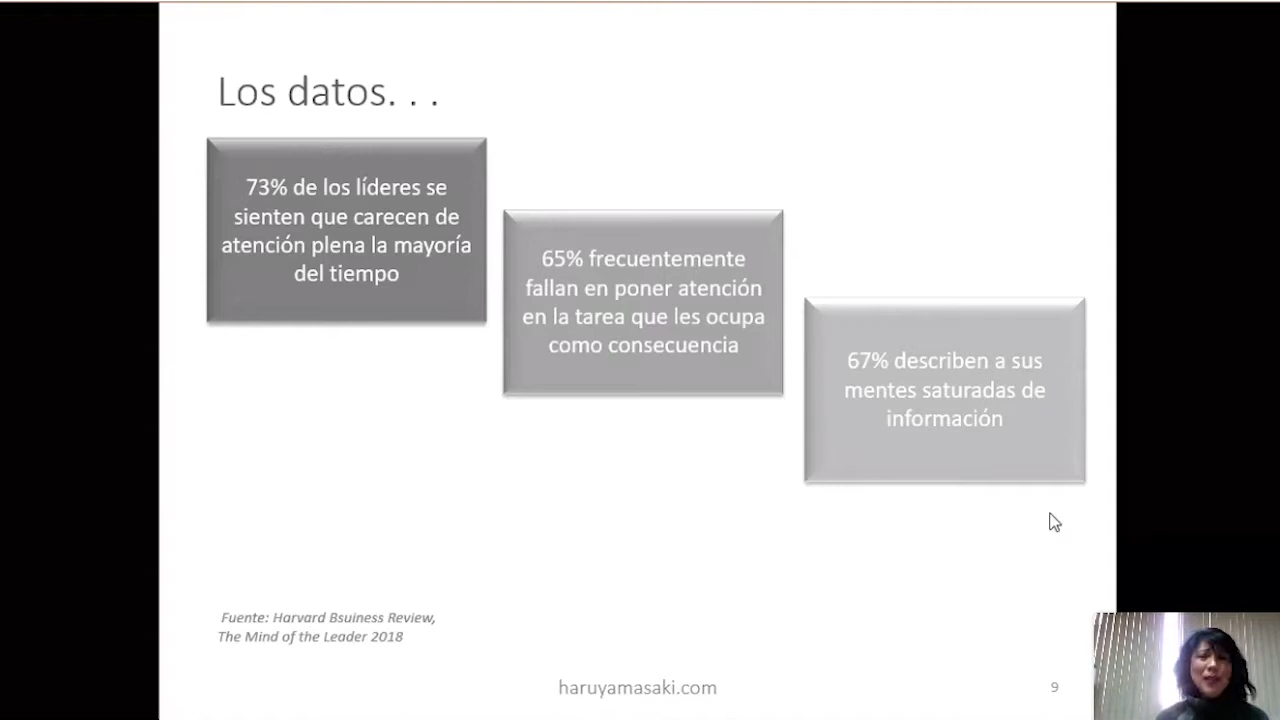 Los datos. . .
73% de los líderes se
sienten que carecen de
atención plena la mayoría
del tiempo
65% frecuentemente
fallan en poner atención
en la tarea que les ocupa
como consecuencia
67% describen a sus
mentes saturadas de
información
Fuente: Harvard Bsuiness Review,
The Mind of the Leader 2018
haruyamasaki.com
9